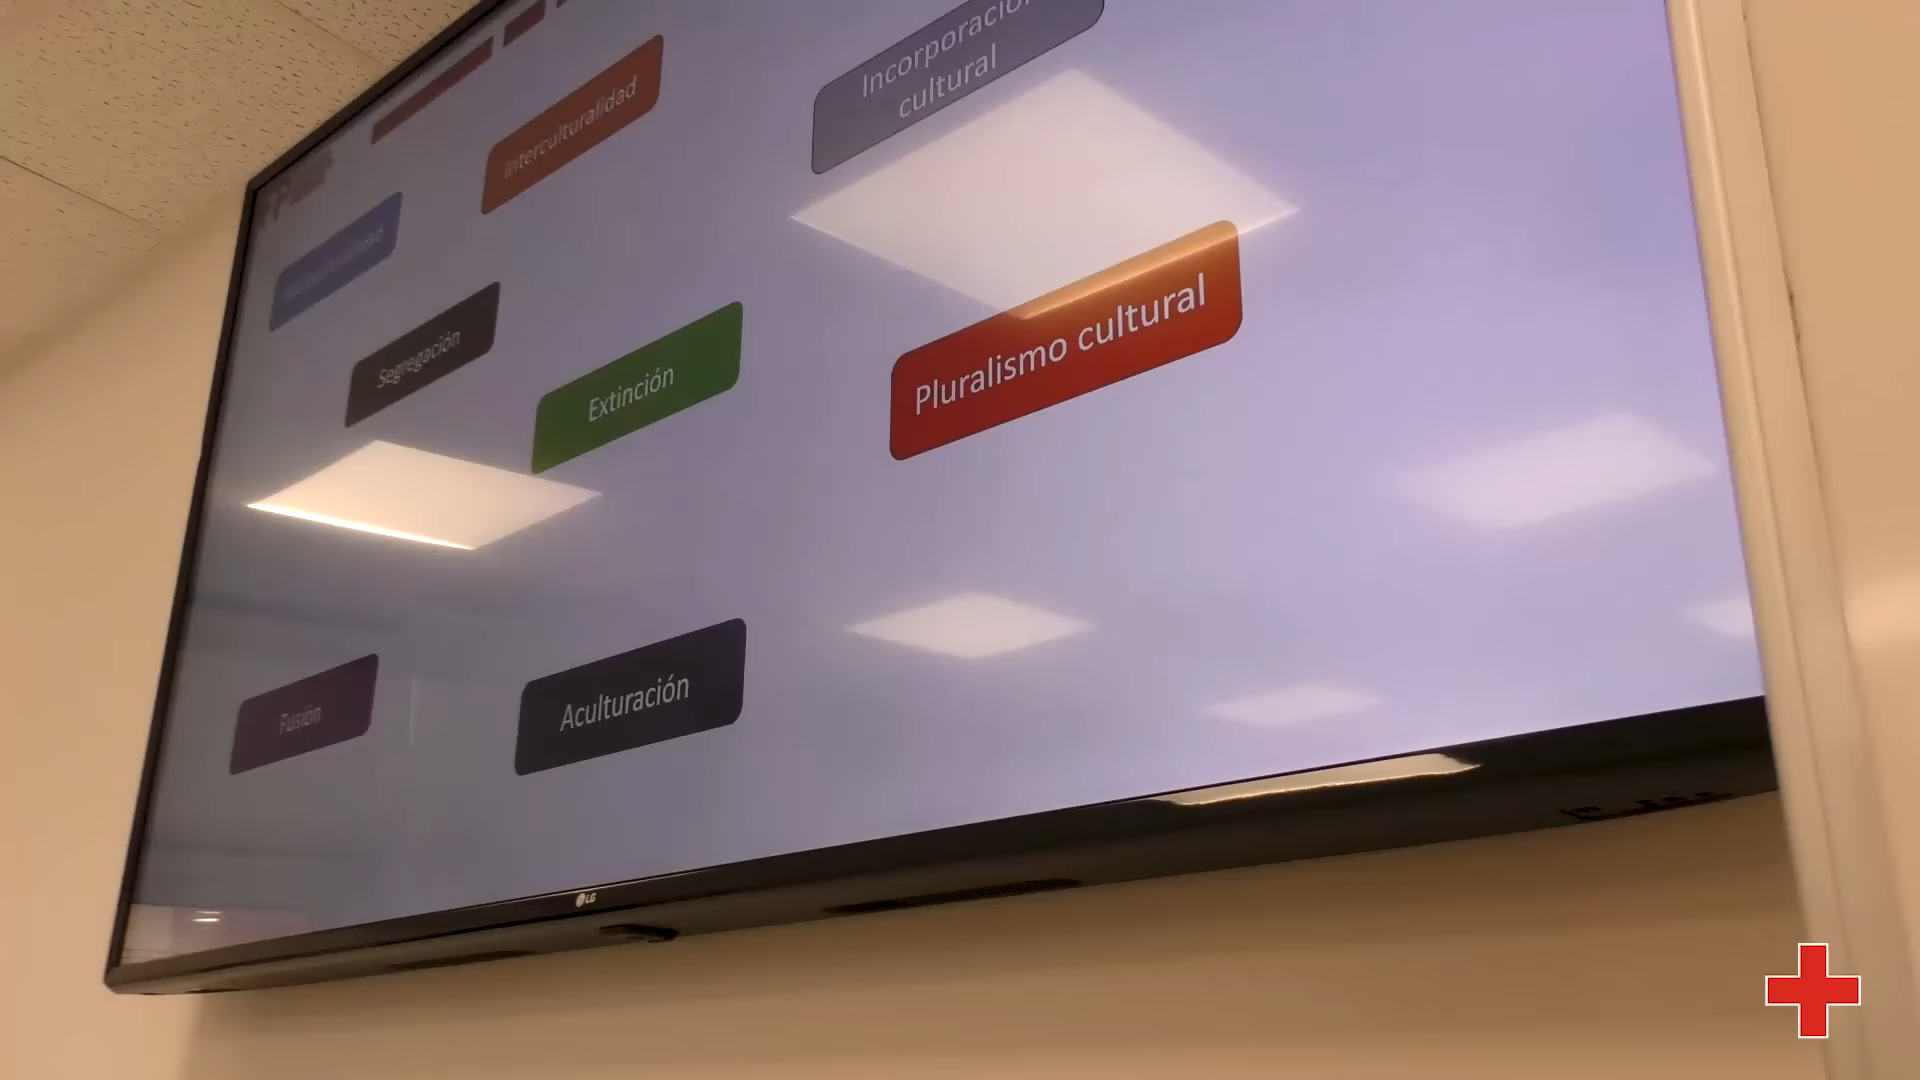 Incorporación
cultural
Interculturalidad
Segregación
Extinción
Pluralismo cultural
Fusión
Aculturación
LG